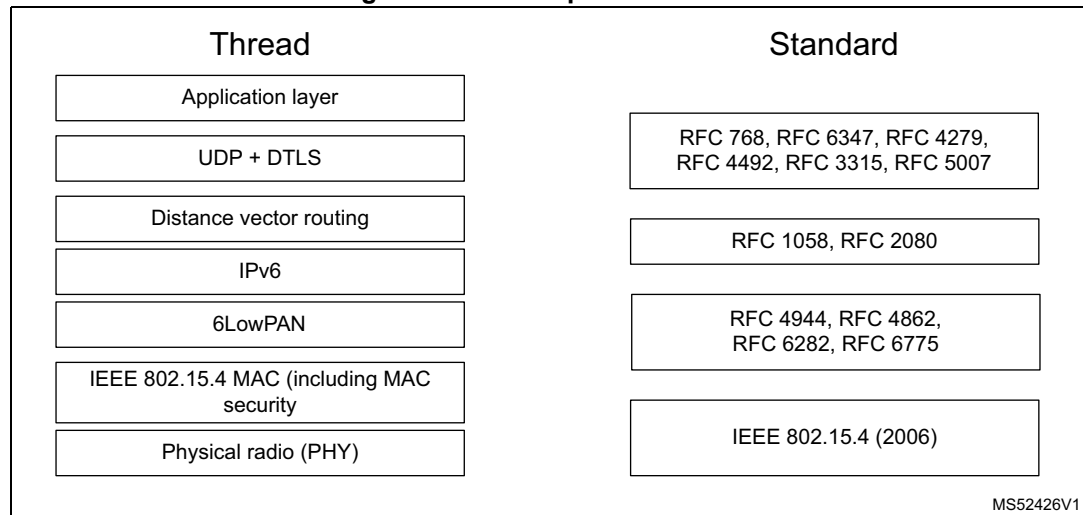 Thread
Application layer
UDP + DTLS
Distance vector routing
IPv6
6LowPAN
IEEE 802.15.4 MAC (including MAC
security
Physical radio (PHY)
Standard
RFC 768, RFC 6347, RFC 4279,
RFC 4492, RFC 3315, RFC 5007
RFC 1058, RFC 2080
RFC 4944, RFC 4862,
RFC 6282, RFC 6775
IEEE 802.15.4 (2006)
MS52426V1